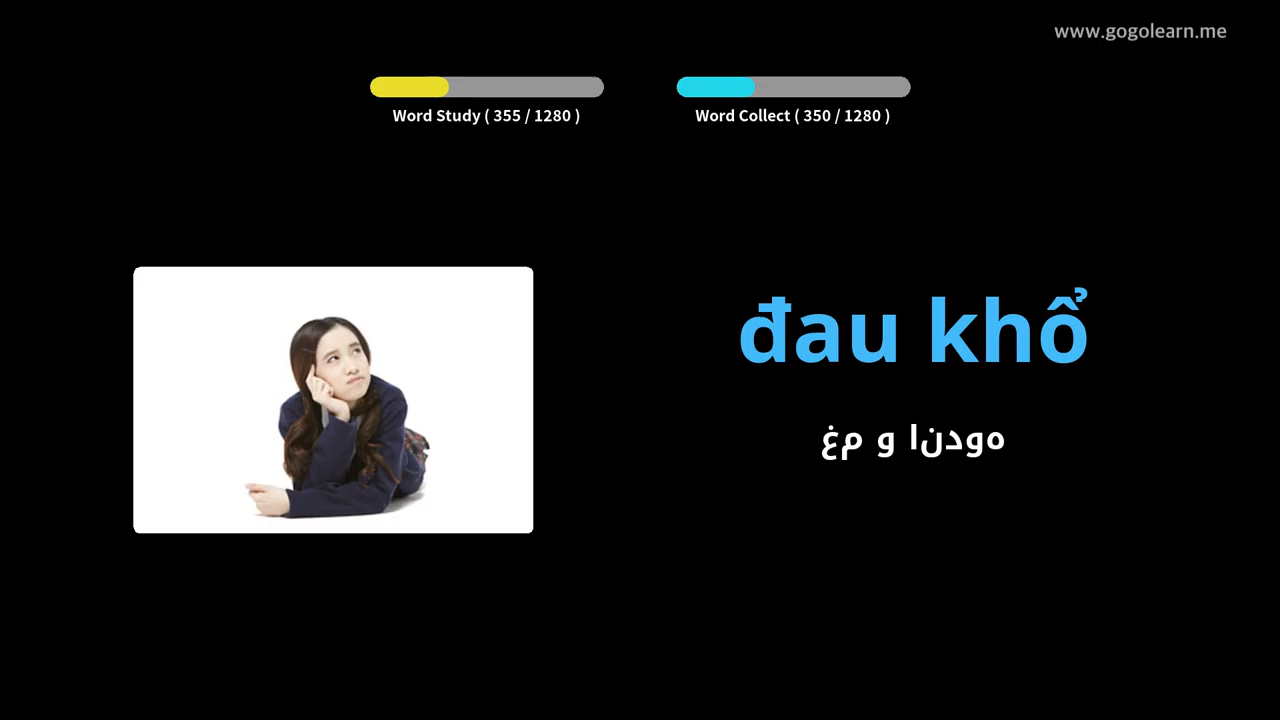 www.gogolearn.me
Word Study ( 355 / 1280 )
Word Collect ( 350 / 1280 )
đau khổ
غم و اندوه